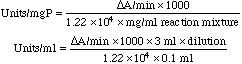 Units/mgP = ΔA/min × 1000 / 1.22 × 10⁴ × mg/ml reaction mixture
Units/ml = ΔA/min × 1000 × 3 ml × dilution / 1.22 × 10⁴ × 0.1 ml